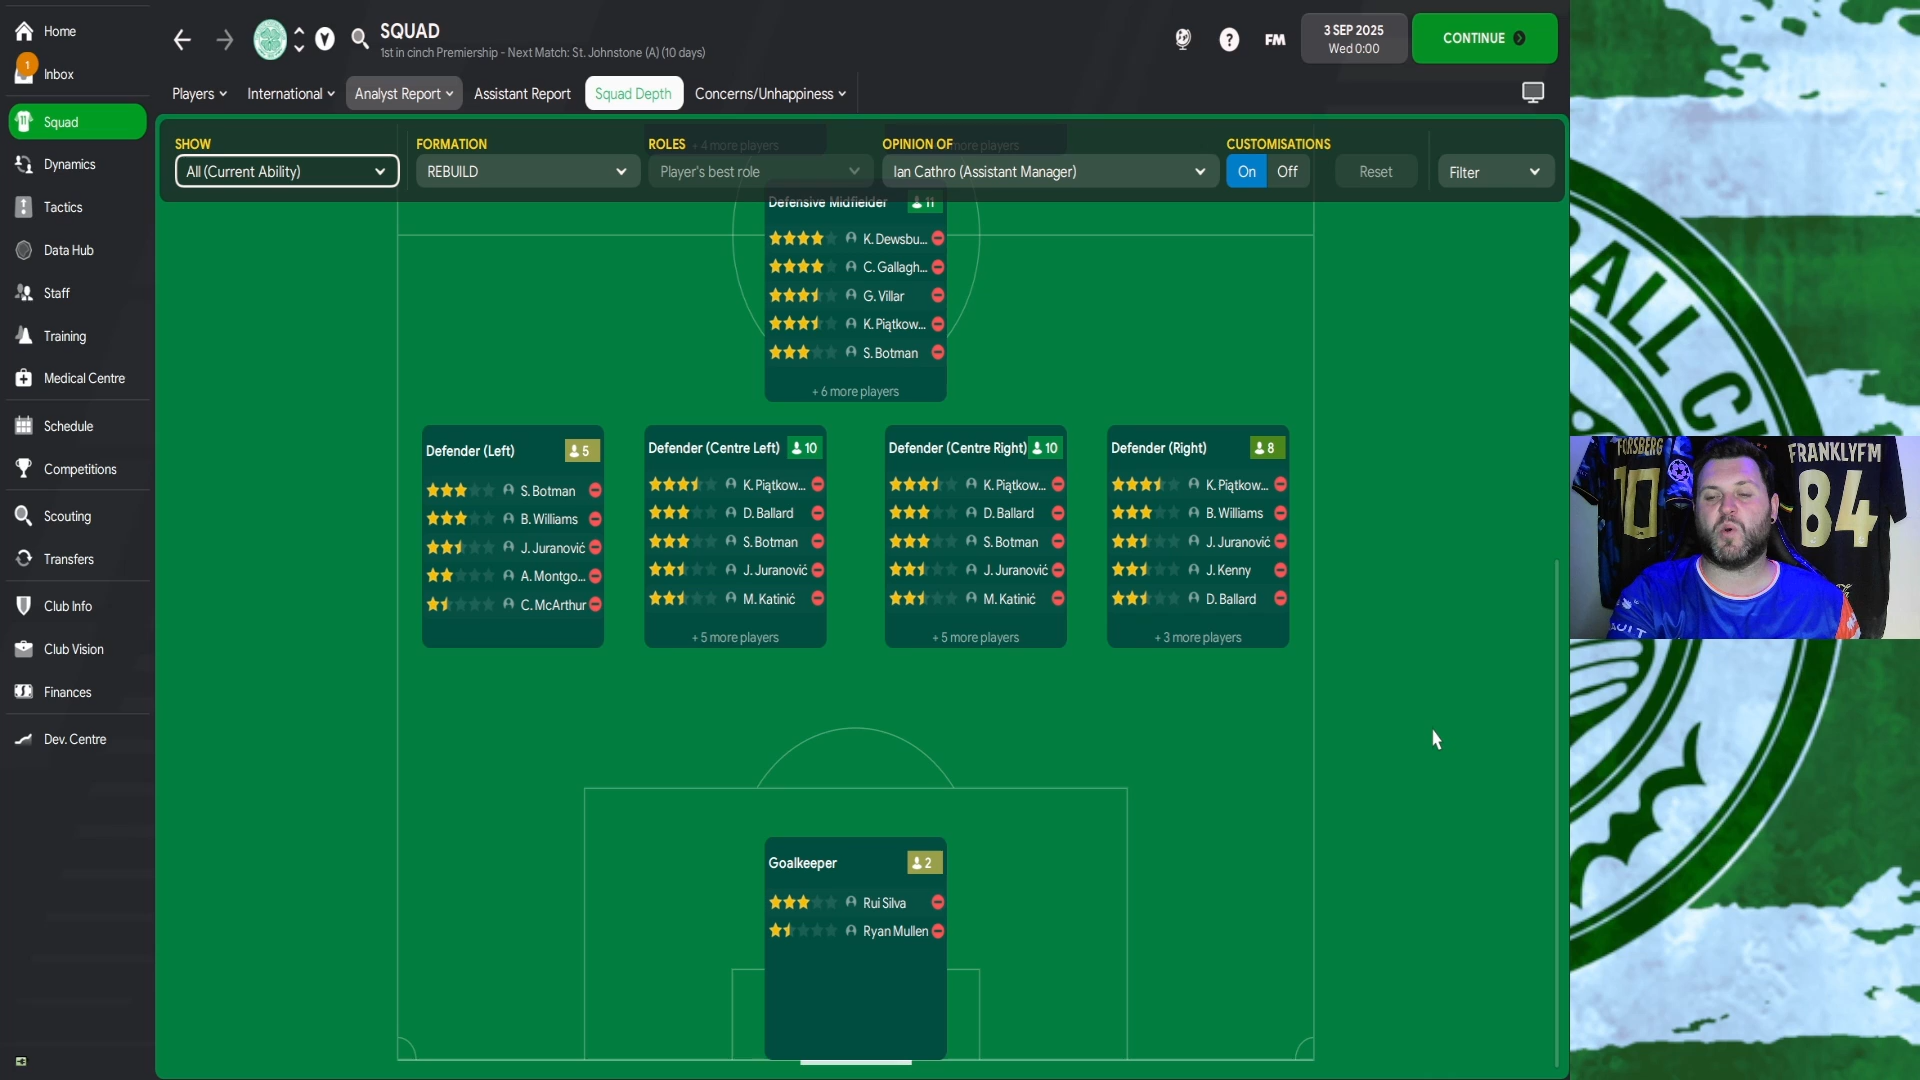 Home
1
Inbox
Squad
Dynamics
Tactics
Data Hub
Staff
Training
Medical Centre
Schedule
Competitions
Scouting
Transfers
Club Info
Club Vision
Finances
Dev. Centre
SQUAD
1st in cinch Premiership - Next Match: St. Johnstone (A) (10 days)
?
FM
3 SEP 2025
Wed 0:00
CONTINUE
Players
International
Analyst Report
Assistant Report
Squad Depth
Concerns/Unhappiness
SHOW
All (Current Ability)
FORMATION
REBUILD
ROLES
+ 4 more players
Player's best role
OPINION OF
more players
Ian Cathro (Assistant Manager)
CUSTOMISATIONS
On Off
Reset
Filter
Defensive Midfielder 11
K. Dewsbu...
C. Gallagh...
G. Villar
K. Piątkow...
S. Botman
+ 6 more players
Defender (Left) 5
S. Botman
B. Williams
J. Juranović
A. Montgo...
C. McArthur
Defender (Centre Left) 10
K. Piątkow...
D. Ballard
S. Botman
J. Juranović
M. Katinić
+ 5 more players
Defender (Centre Right) 10
K. Piątkow...
D. Ballard
S. Botman
J. Juranović
M. Katinić
+ 5 more players
Defender (Right) 8
K. Piątkow...
B. Williams
J. Juranović
J. Kenny
D. Ballard
+ 3 more players
Goalkeeper 2
Rui Silva
Ryan Mullen
FORSBERG
10
FRANKLYFM
84